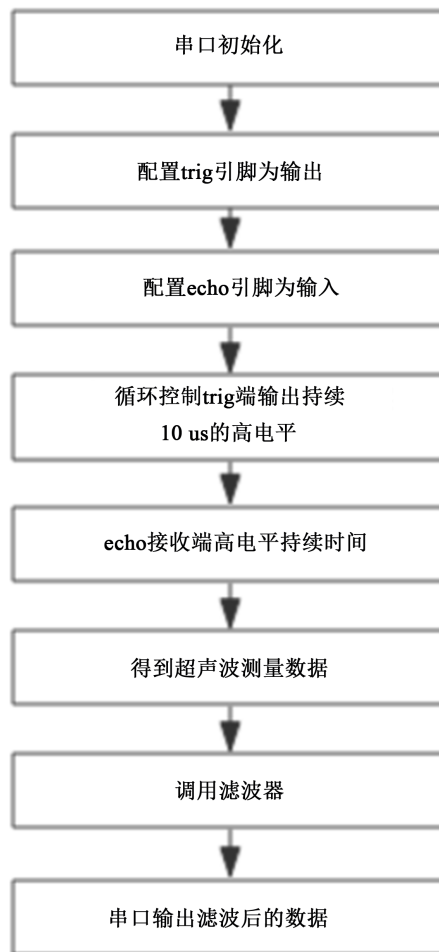 串口初始化
配置trig引脚为输出
配置echo引脚为输入
循环控制trig端输出持续
10 us的高电平
echo接收端高电平持续时间
得到超声波测量数据
调用滤波器
串口输出滤波后的数据